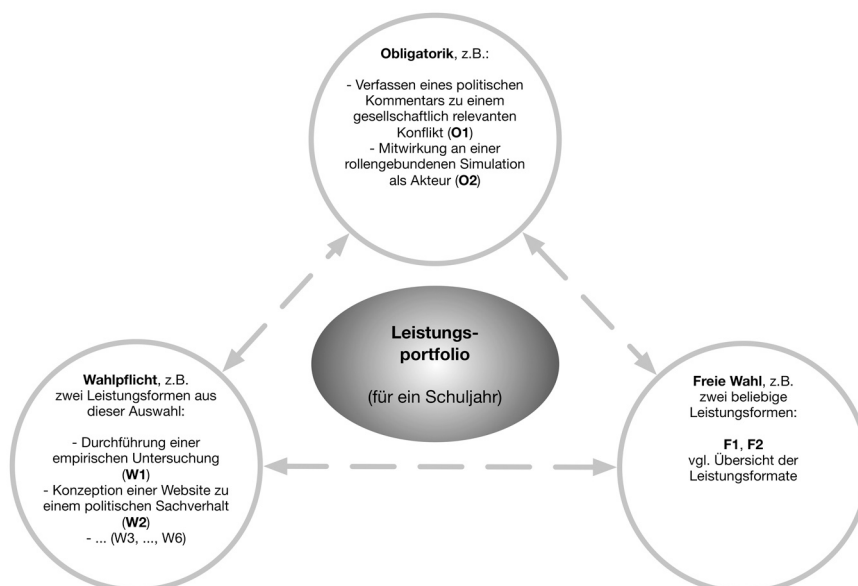 Obligatorik, z.B.:
- Verfassen eines politischen
Kommentars zu einem
gesellschaftlich relevanten
Konflikt (O1)
- Mitwirkung an einer
rollengebundenen Simulation
als Akteur (O2)
Leistungs-
portfolio
(für ein Schuljahr)
Wahlpflicht, z.B.
zwei Leistungsformen aus
dieser Auswahl:
- Durchführung einer
empirischen Untersuchung
(W1)
- Konzeption einer Website zu
einem politischen Sachverhalt
(W2)
- ... (W3, ..., W6)
Freie Wahl, z.B.
zwei beliebige
Leistungsformen:
F1, F2
vgl. Übersicht der
Leistungsformate